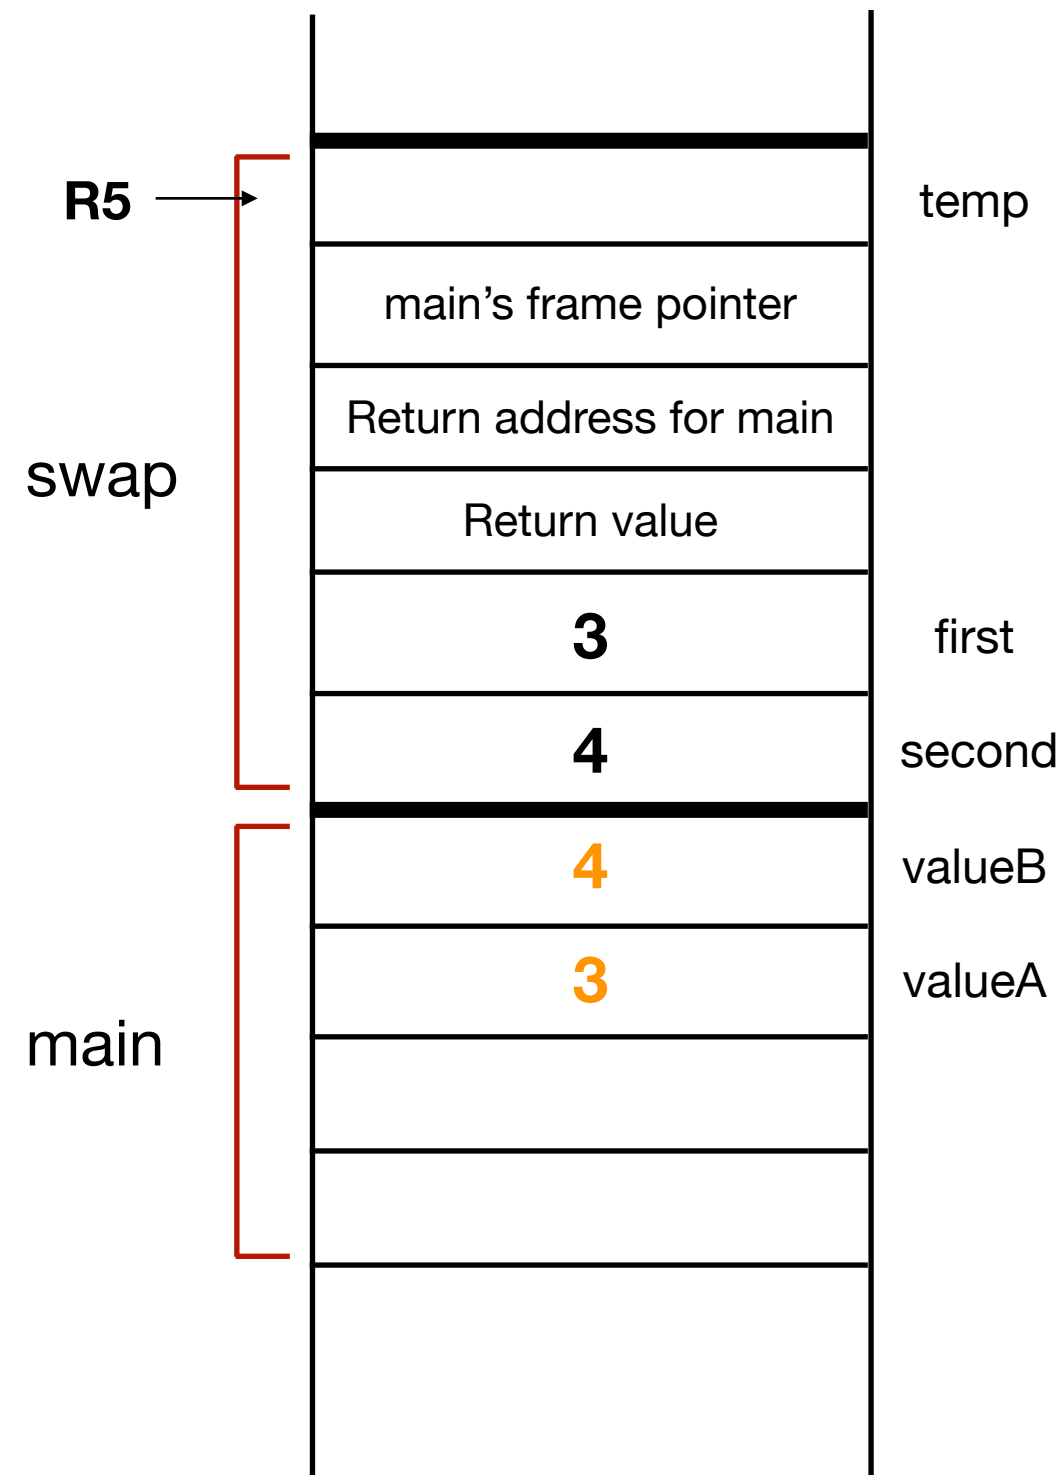 R5
temp
main’s frame pointer
Return address for main
swap
Return value
3
first
4
second
4
valueB
3
valueA
main